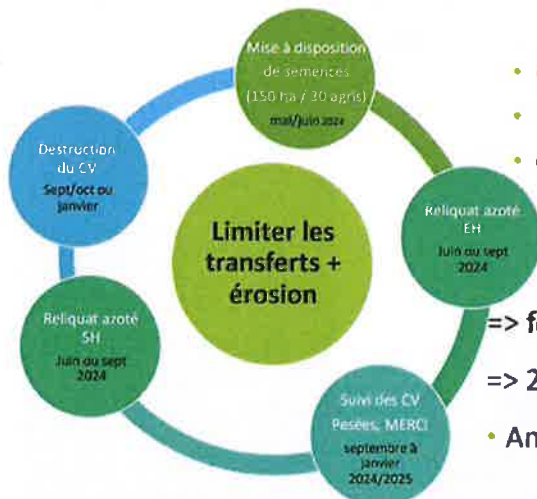 Mise à disposition
de semences
(150 ha / 30 agris)
mai/juin 2024
Reliquat azoté
EH
Juin ou sept
2024
Suivi des CV
Pesées, MERCI
septembre à
janvier
2024/2025
Reliquat azoté
SH
Juin ou sept
2024
Destruction
du CV
Sept/oct ou
janvier
Limiter les
transferts +
érosion
=> f
=> 2
• An